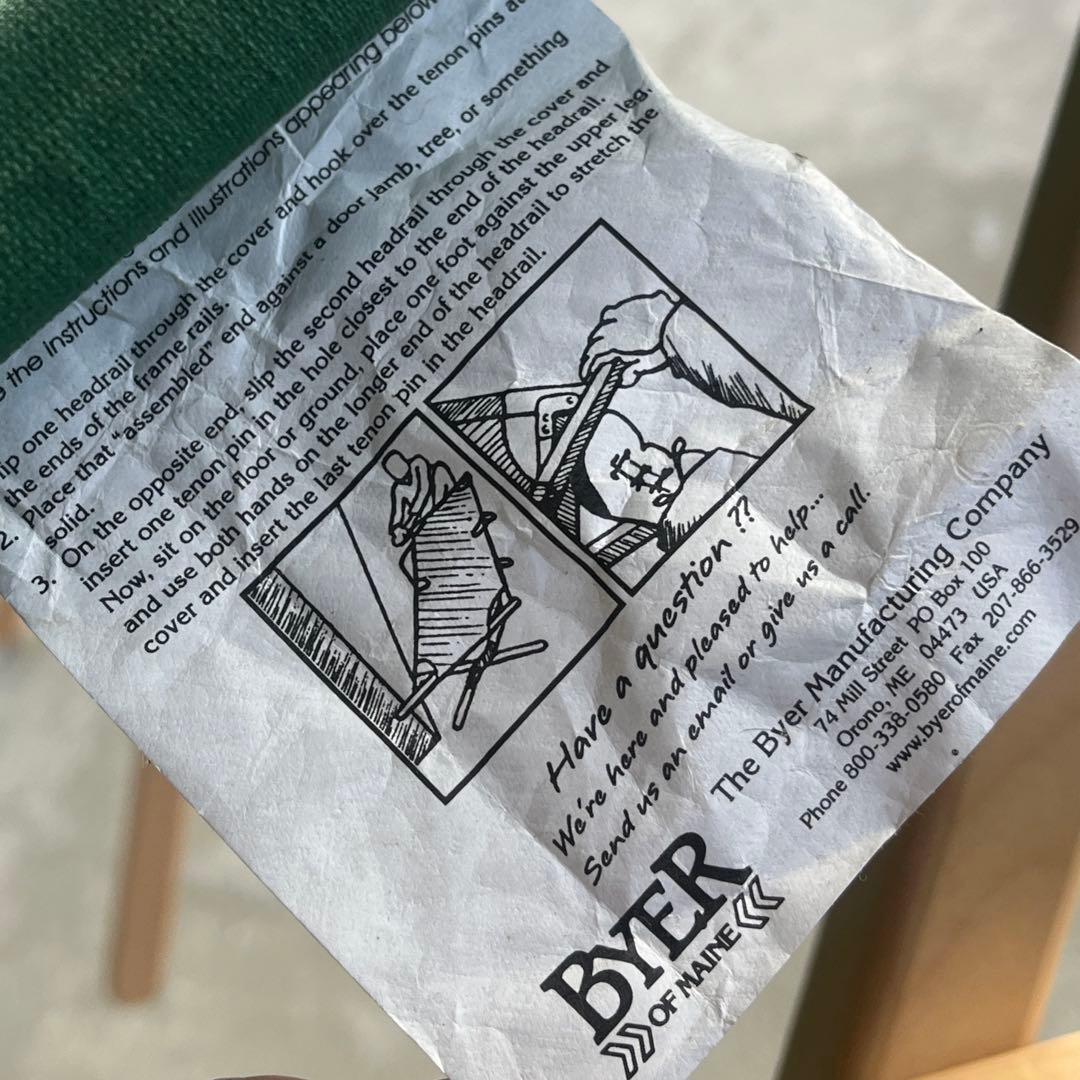 the instructions and illustrations appearing below
slip one headrail through the cover and hook over the tenon pins at
the ends of the frame rails.
2. Place that "assembled" end against a door jamb, tree, or something
solid.
3. On the opposite end, slip the second headrail through the cover and
insert one tenon pin in the hole closest to the end of the headrail.
Now, sit on the floor or ground, place one foot against the upper leg,
and use both hands on the longer end of the headrail to stretch the
cover and insert the last tenon pin in the headrail.
Have a question ??
We're here and pleased to help...
Send us an email or give us a call.
The Byer Manufacturing Company
74 Mill Street PO Box 100
Orono, ME 04473 USA
Phone 800-338-0580 Fax 207-866-3529
www.byerofmaine.com
BYER
OF MAINE